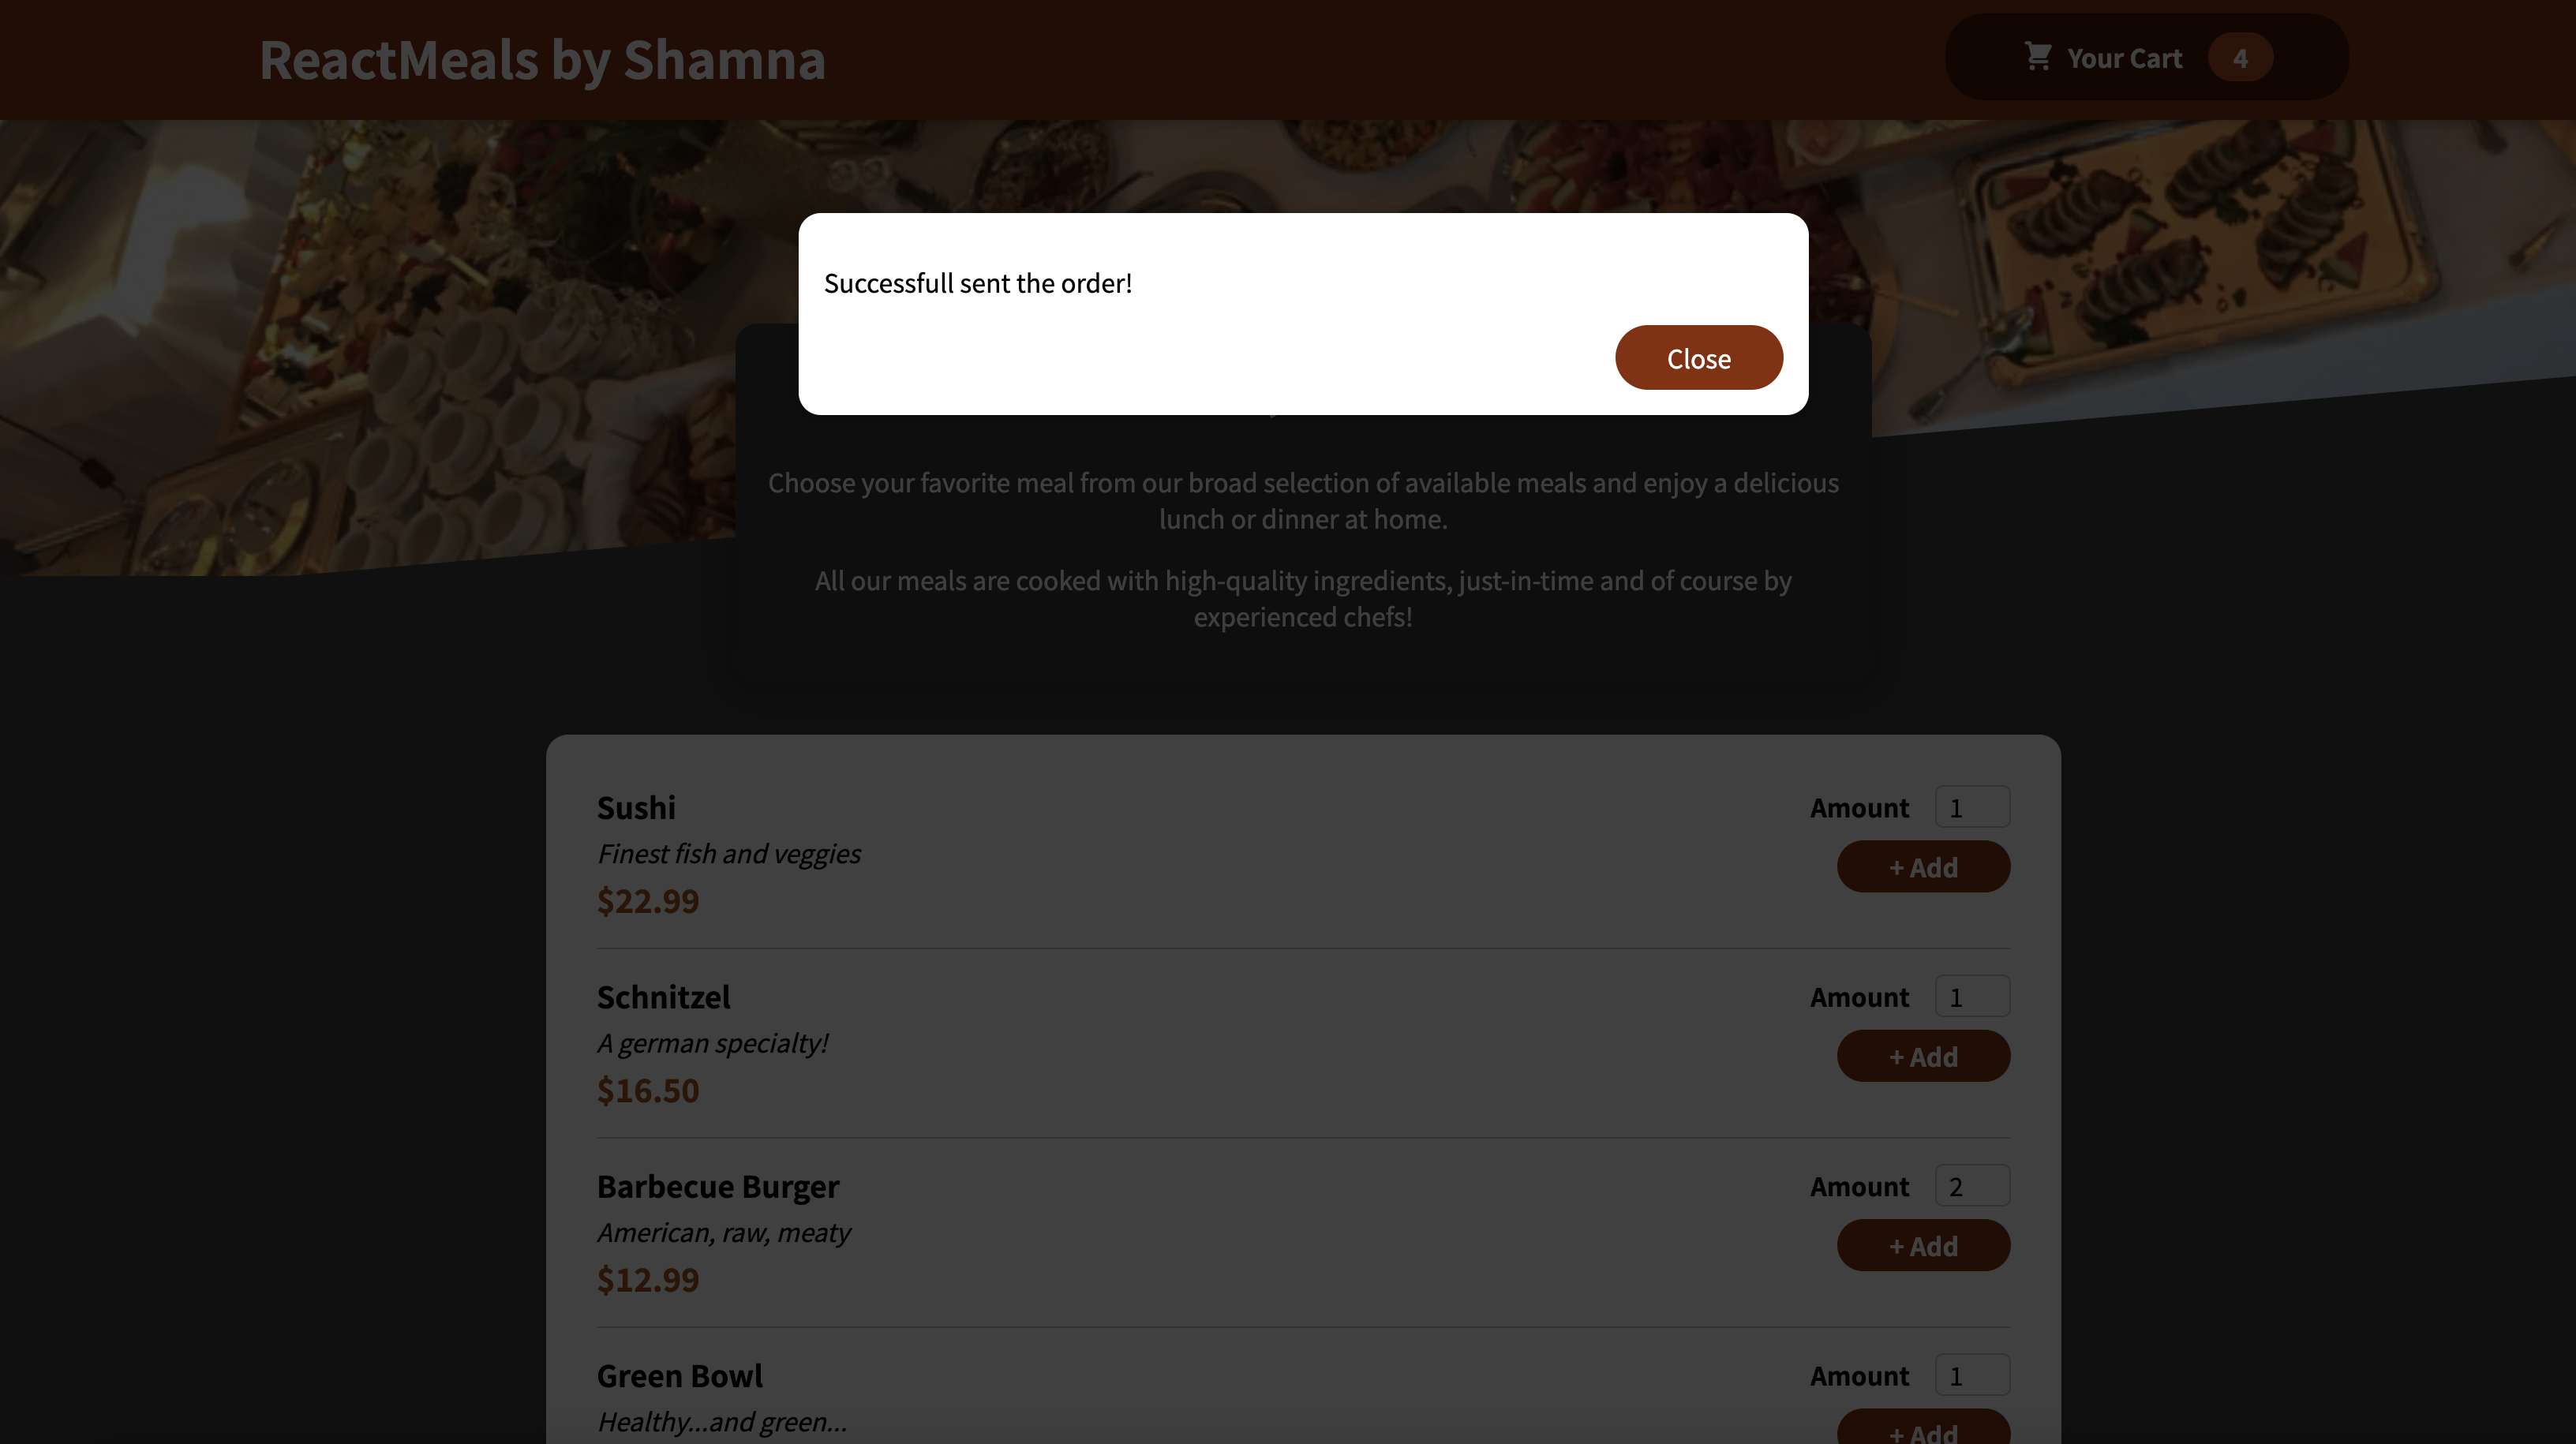 ReactMeals by Shamna
Your Cart 4
Successfull sent the order!
Close
Choose your favorite meal from our broad selection of available meals and enjoy a delicious
lunch or dinner at home.
All our meals are cooked with high-quality ingredients, just-in-time and of course by
experienced chefs!
Sushi
Amount 1
Finest fish and veggies
+ Add
$22.99
Schnitzel
Amount 1
A german specialty!
+ Add
$16.50
Barbecue Burger
Amount 2
American, raw, meaty
+ Add
$12.99
Green Bowl
Amount 1
Healthy...and green...
+ Add